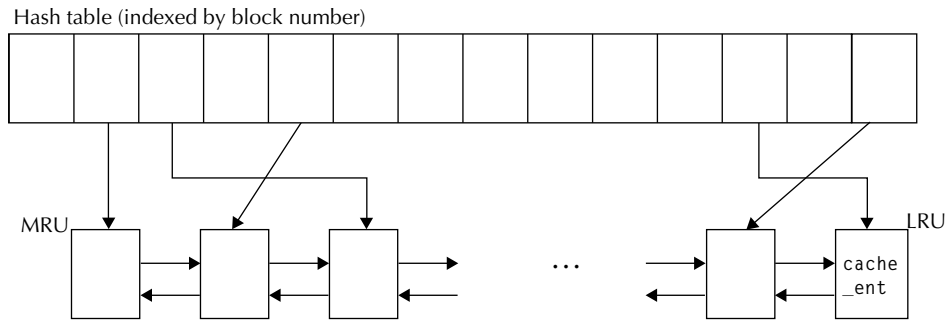 Hash table (indexed by block number)
MRU
LRU
...
cache
_ent